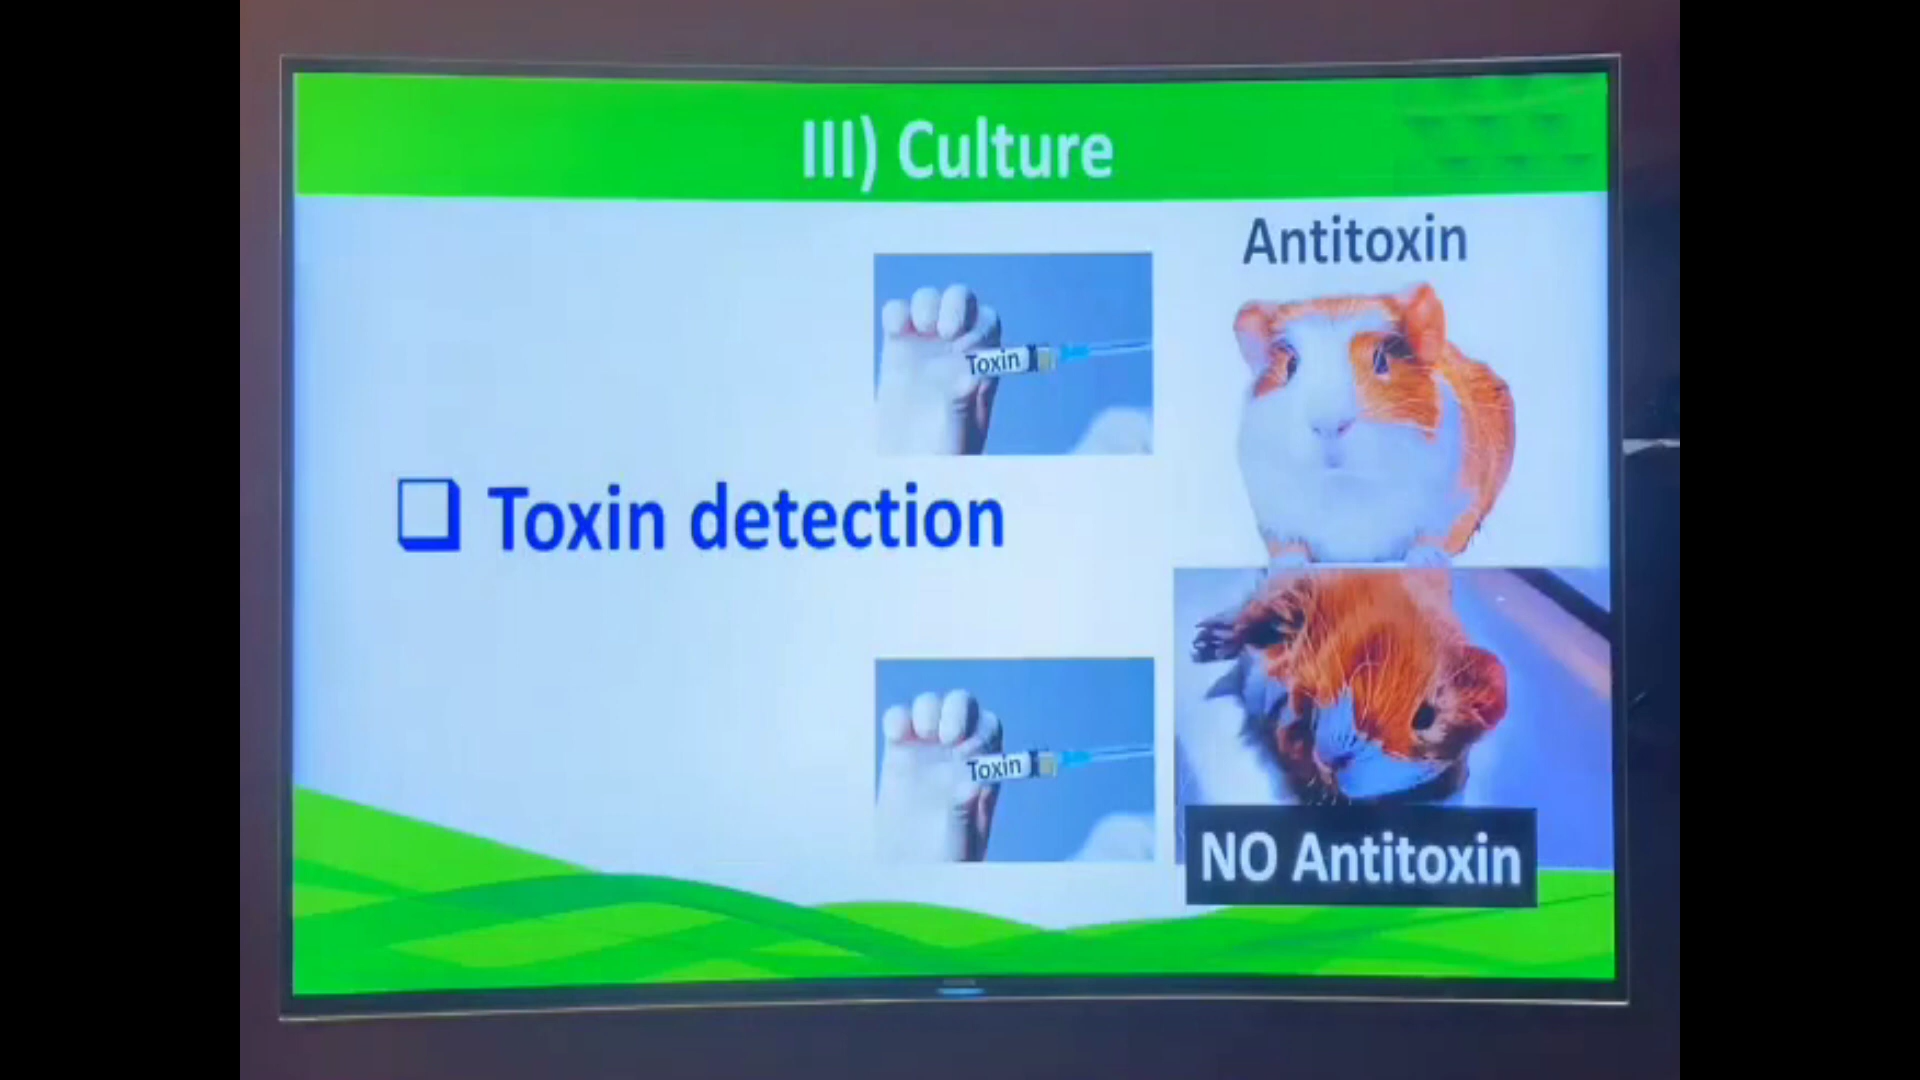 III) Culture
Antitoxin
Toxin
Toxin detection
Toxin
NO Antitoxin